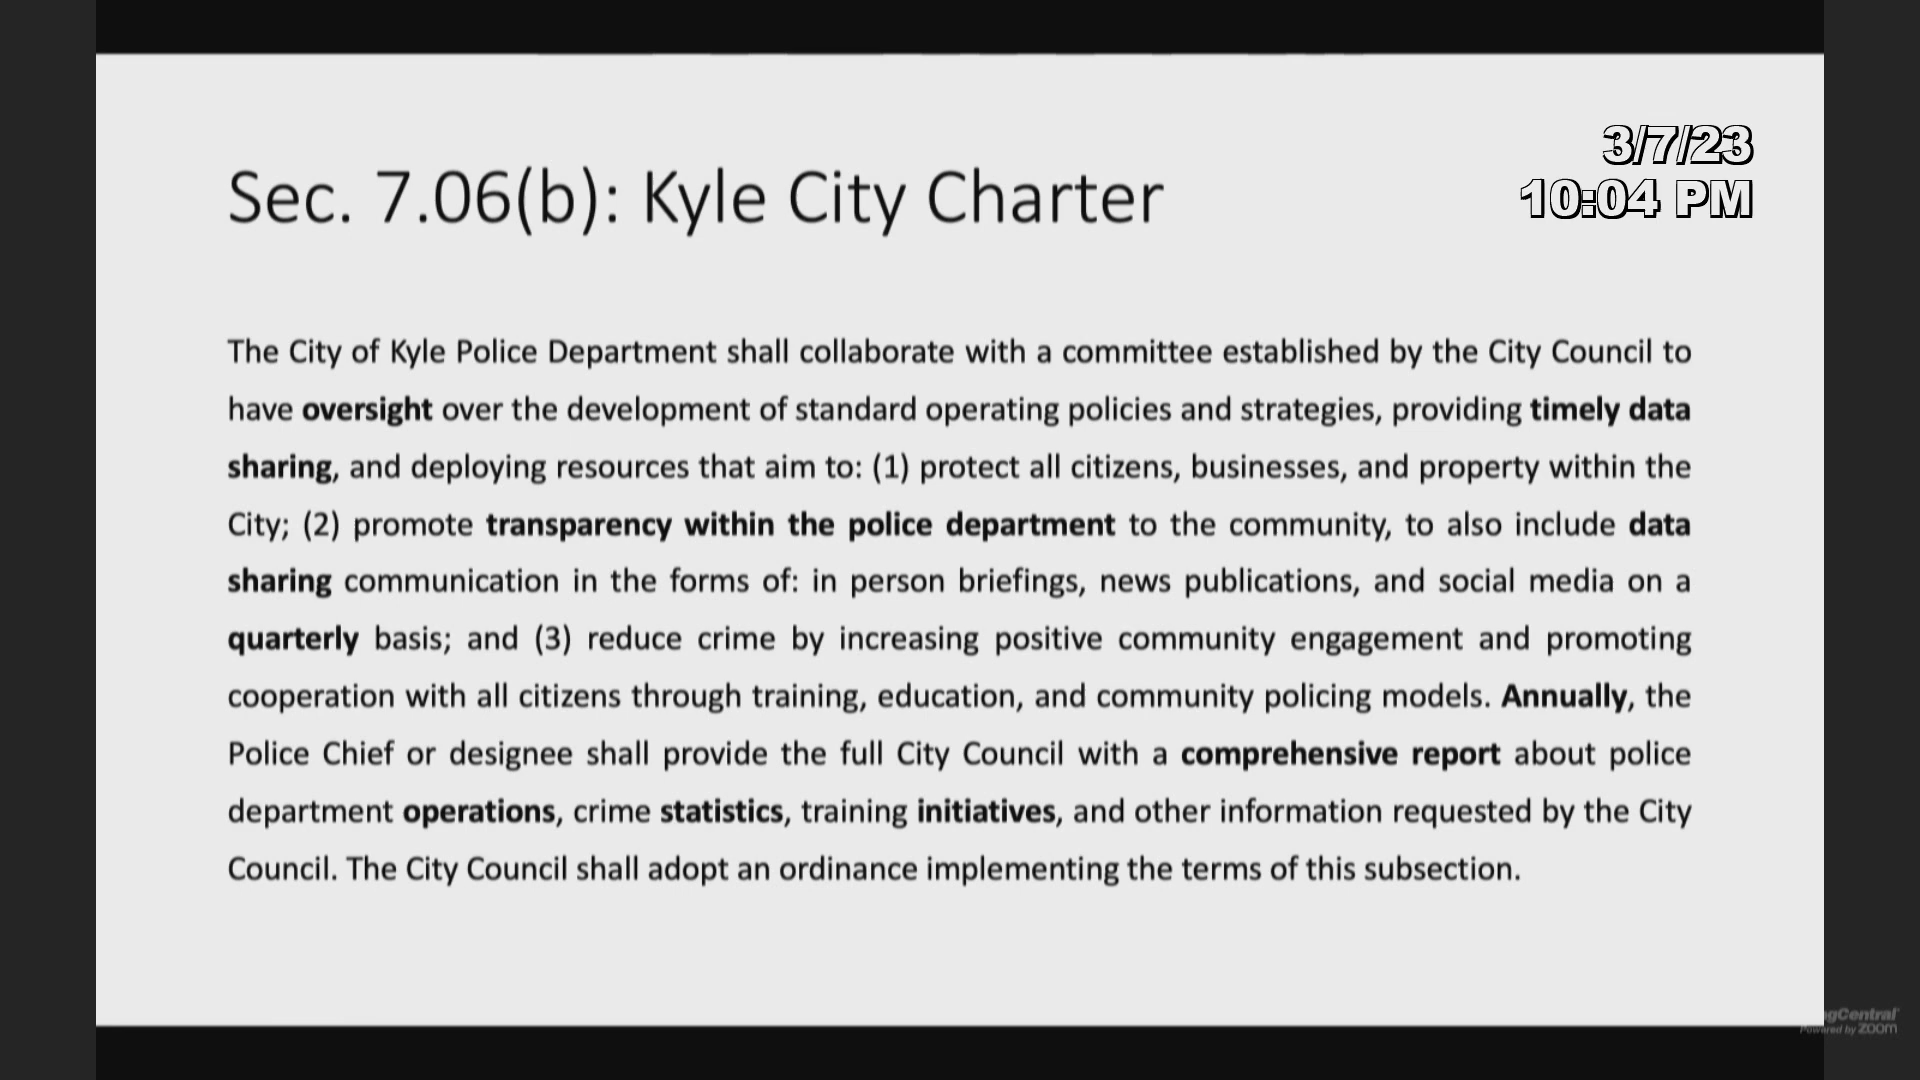 3/7/23
10:04 PM
Sec. 7.06(b): Kyle City Charter
The City of Kyle Police Department shall collaborate with a committee established by the City Council to
have oversight over the development of standard operating policies and strategies, providing timely data
sharing, and deploying resources that aim to: (1) protect all citizens, businesses, and property within the
City; (2) promote transparency within the police department to the community, to also include data
sharing communication in the forms of: in person briefings, news publications, and social media on a
quarterly basis; and (3) reduce crime by increasing positive community engagement and promoting
cooperation with all citizens through training, education, and community policing models. Annually, the
Police Chief or designee shall provide the full City Council with a comprehensive report about police
department operations, crime statistics, training initiatives, and other information requested by the City
Council. The City Council shall adopt an ordinance implementing the terms of this subsection.
Powered by zoom